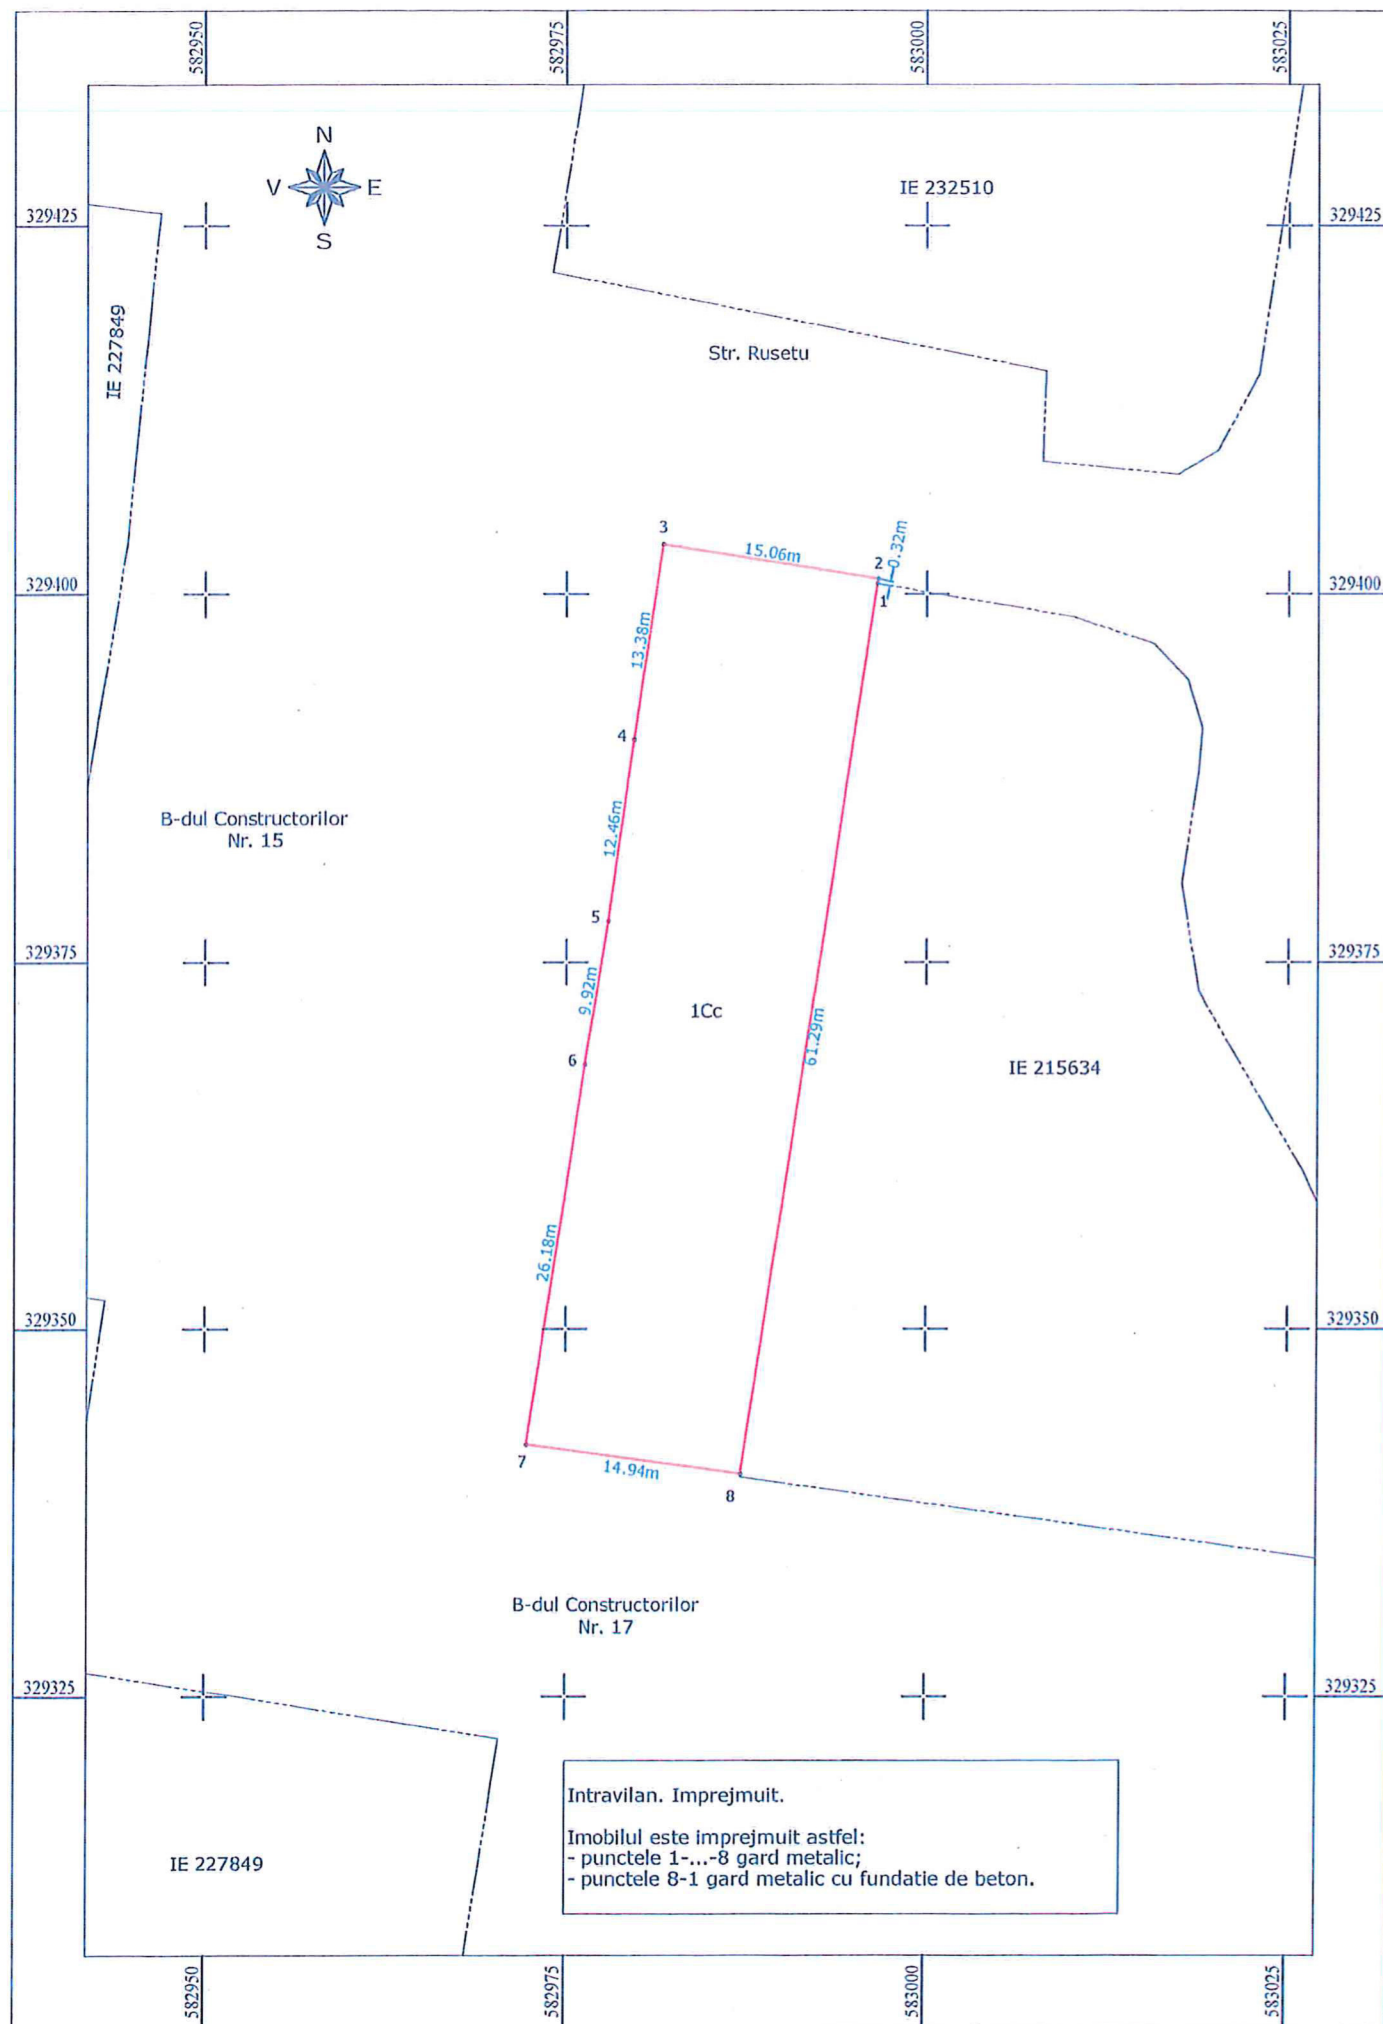 582950
582975
583000
583025
N
V E
S
IE 232510
329425
329425
IE 227849
Str. Rusetu
3
15.06m
2
0.32m
1
329400
329400
13.38m
4
B-dul Constructorilor
Nr. 15
12.46m
5
329375
329375
9.92m
1Cc
61.29m
6
IE 215634
26.18m
329350
329350
7
14.94m
8
B-dul Constructorilor
Nr. 17
329325
329325
Intravilan. Imprejmuit.
Imobilul este imprejmuit astfel:
- punctele 1-...-8 gard metalic;
- punctele 8-1 gard metalic cu fundatie de beton.
IE 227849
582950
582975
583000
583025